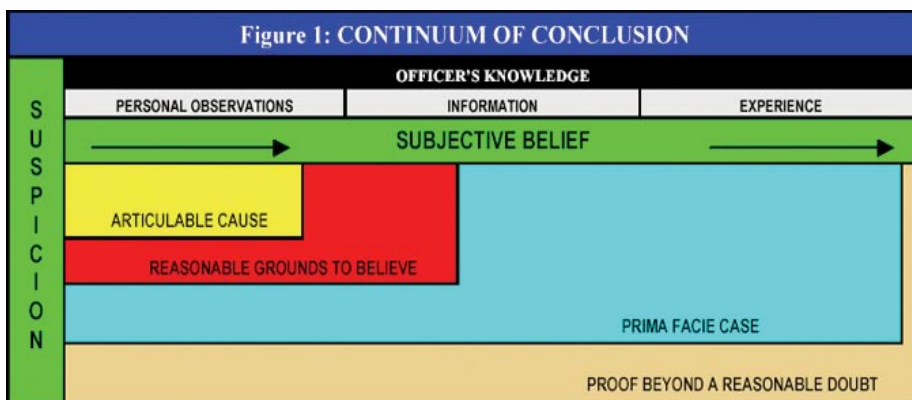 Figure 1: CONTINUUM OF CONCLUSION
OFFICER'S KNOWLEDGE
PERSONAL OBSERVATIONS INFORMATION EXPERIENCE
SUSPICION
SUBJECTIVE BELIEF
ARTICULABLE CAUSE
REASONABLE GROUNDS TO BELIEVE
PRIMA FACIE CASE
PROOF BEYOND A REASONABLE DOUBT